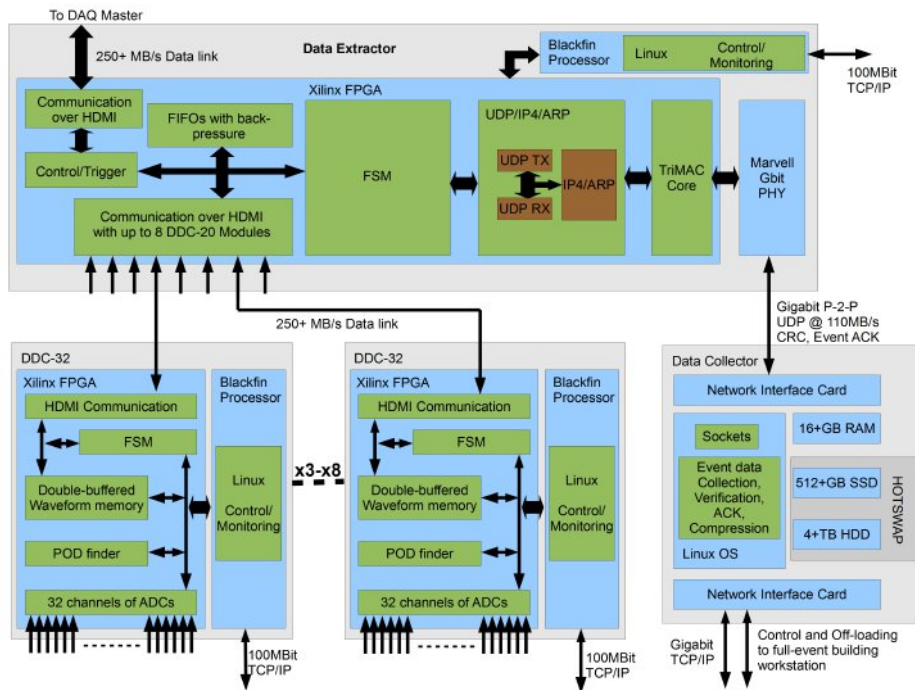 To DAQ Master
250+ MB/s Data link
Data Extractor
Blackfin
Processor
Linux
Control/
Monitoring
100MBit
TCP/IP
Xilinx FPGA
Communication
over HDMI
FIFOs with back-
pressure
Control/Trigger
Communication over HDMI
with up to 8 DDC-20 Modules
FSM
UDP/IP4/ARP
UDP TX
UDP RX
IP4/ARP
TriMAC
Core
Marvell
Gbit
PHY
250+ MB/s Data link
Gigabit P-2-P
UDP @ 110MB/s
CRC, Event ACK
DDC-32
Xilinx FPGA
HDMI Communication
FSM
Double-buffered
Waveform memory
POD finder
32 channels of ADCs
Blackfin
Processor
Linux
Control/
Monitoring
100MBit
TCP/IP
x3-x8
DDC-32
Xilinx FPGA
HDMI Communication
FSM
Double-buffered
Waveform memory
POD finder
32 channels of ADCs
Blackfin
Processor
Linux
Control/
Monitoring
100MBit
TCP/IP
Data Collector
Network Interface Card
Sockets
Event data
Collection,
Verification,
ACK,
Compression
Linux OS
16+GB RAM
512+GB SSD
4+TB HDD
HOTSWAP
Network Interface Card
Gigabit
TCP/IP
Control and Off-loading
to full-event building
workstation